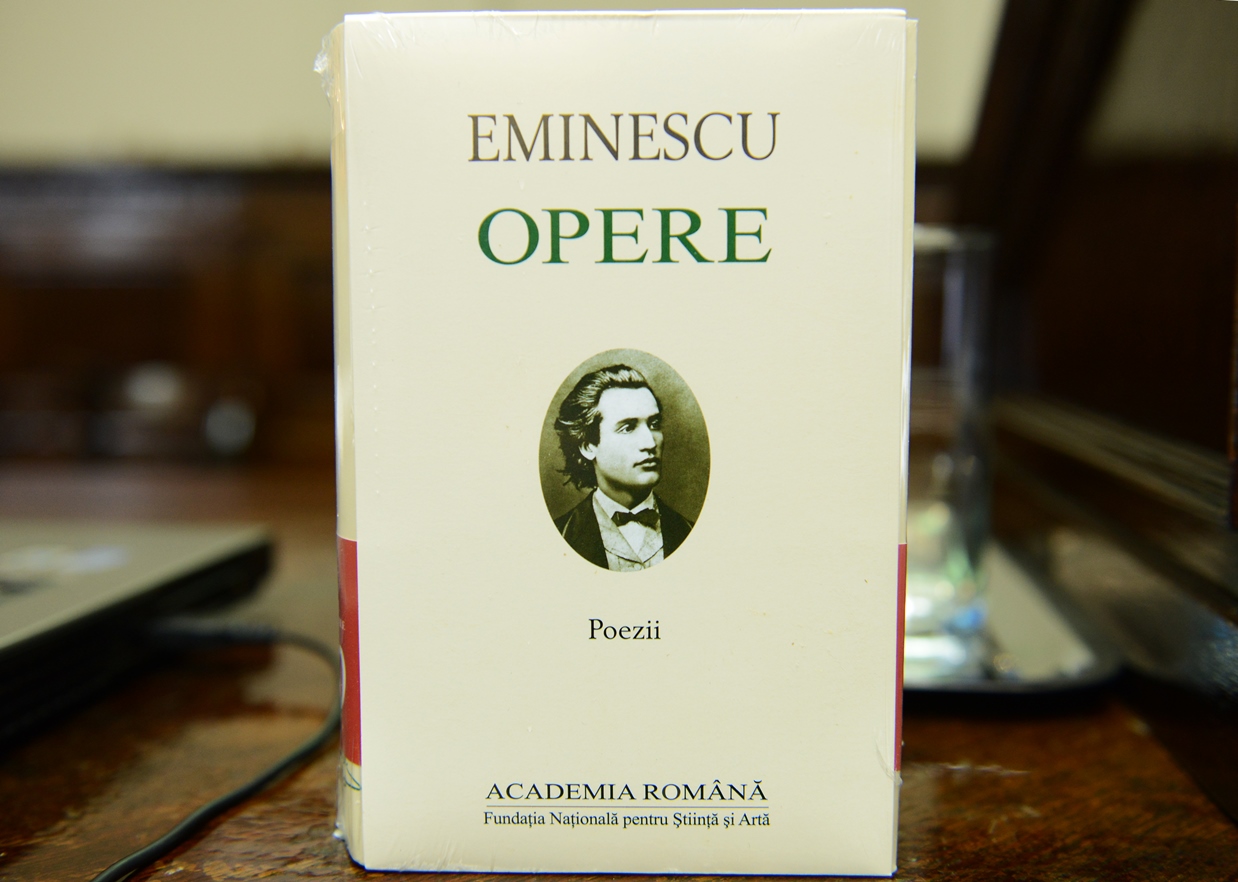 EMINESCU
OPERE
Poezii
ACADEMIA ROMÂNĂ
Fundația Națională pentru Știință și Artă